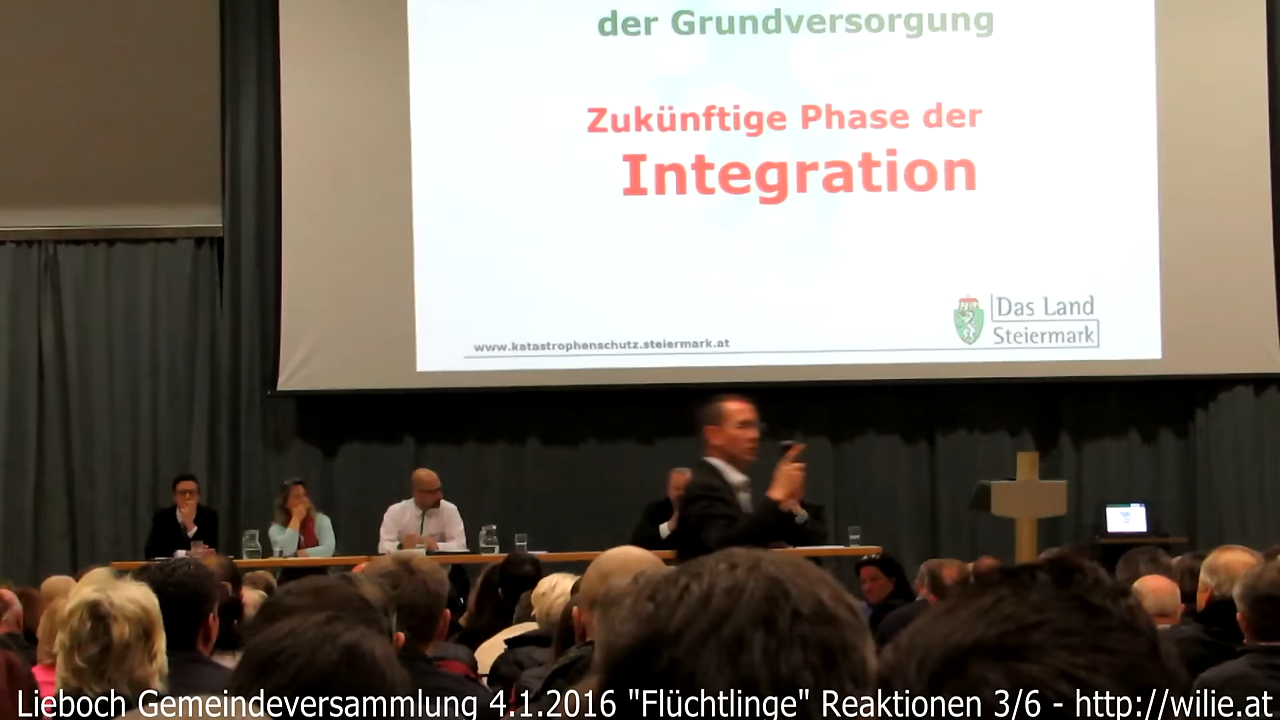 der Grundversorgung
Zukünftige Phase der
Integration
Das Land
Steiermark
www.katastrophenschutz.steiermark.at
Lieboch Gemeindeversammlung 4.1.2016 "Flüchtlinge" Reaktionen 3/6 - http://wilie.at